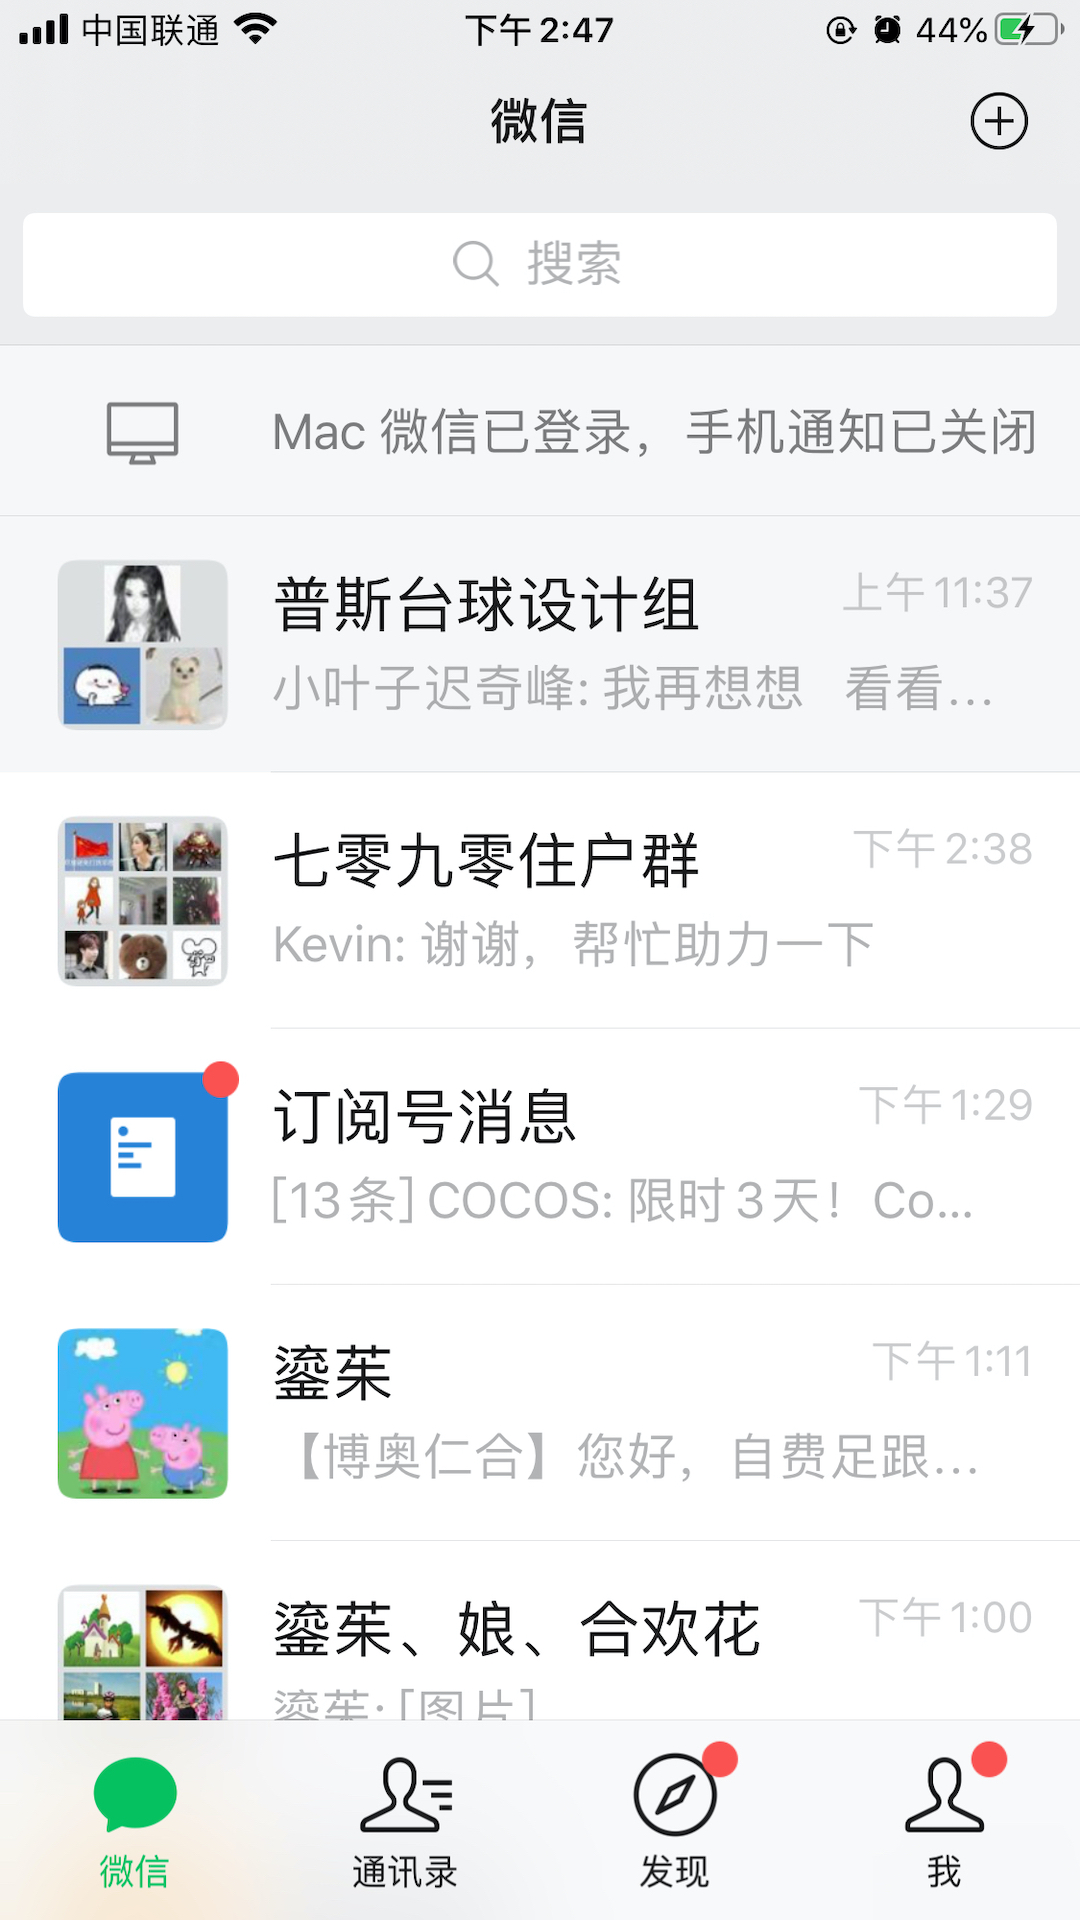 中国联通 下午 2:47 44%
微信
搜索
Mac 微信已登录，手机通知已关闭
普斯台球设计组 上午 11:37
小叶子迟奇峰: 我再想想 看看...
七零九零住户群 下午 2:38
Kevin: 谢谢，帮忙助力一下
订阅号消息 下午 1:29
[13条] COCOS: 限时 3 天！Co...
鎏茱 下午 1:11
【博奥仁合】您好，自费足跟...
鎏茱、娘、合欢花 下午 1:00
鎏茱: [图片]
微信 通讯录 发现 我